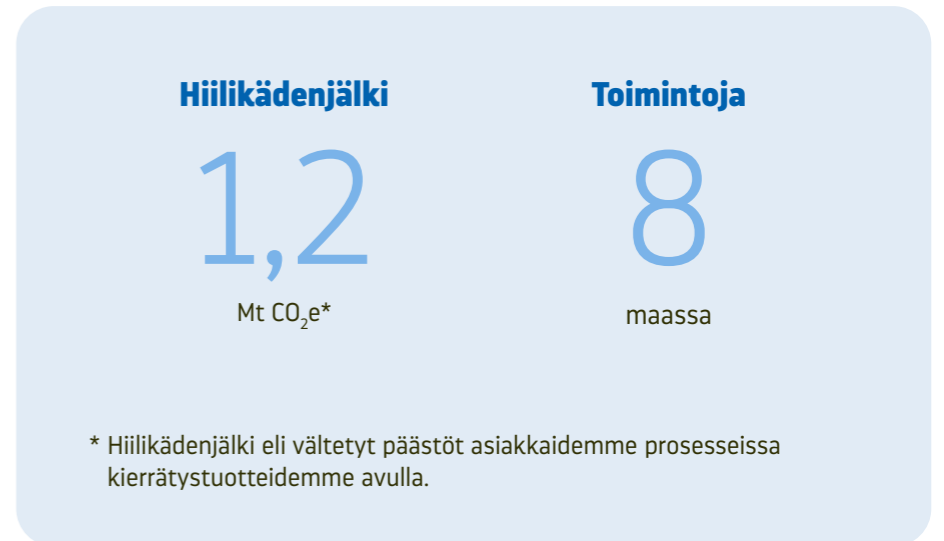 Hiilikädenjälki
1,2
Mt CO₂e*
Toimintoja
8
maassa
* Hiilikädenjälki eli vältetyt päästöt asiakkaidemme prosesseissa
kierrätystuotteidemme avulla.